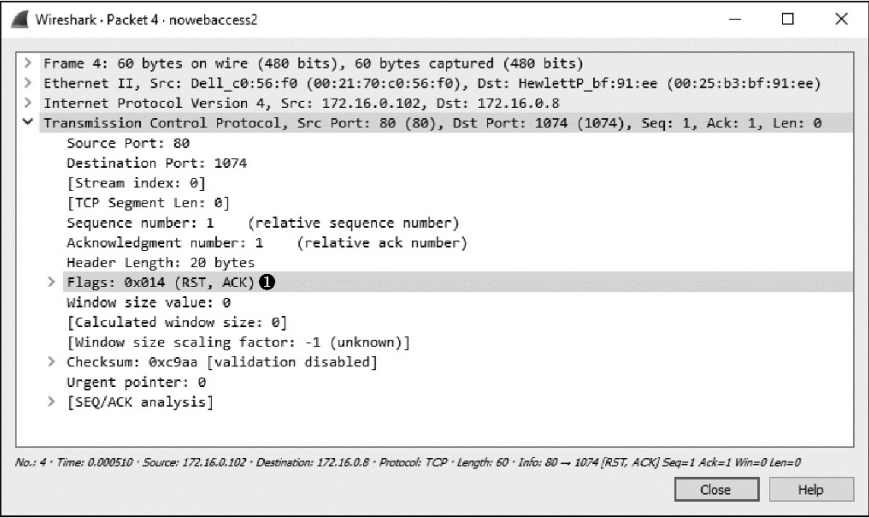 Wireshark · Packet 4 · nowebaccess2
> Frame 4: 60 bytes on wire (480 bits), 60 bytes captured (480 bits)
> Ethernet II, Src: Dell_c0:56:f0 (00:21:70:c0:56:f0), Dst: HewlettP_bf:91:ee (00:25:b3:bf:91:ee)
> Internet Protocol Version 4, Src: 172.16.0.102, Dst: 172.16.0.8
Transmission Control Protocol, Src Port: 80 (80), Dst Port: 1074 (1074), Seq: 1, Ack: 1, Len: 0
Source Port: 80
Destination Port: 1074
[Stream index: 0]
[TCP Segment Len: 0]
Sequence number: 1 (relative sequence number)
Acknowledgment number: 1 (relative ack number)
Header Length: 20 bytes
> Flags: 0x014 (RST, ACK) ❶
Window size value: 0
[Calculated window size: 0]
[Window size scaling factor: -1 (unknown)]
> Checksum: 0xc9aa [validation disabled]
Urgent pointer: 0
> [SEQ/ACK analysis]
No.: 4 · Time: 0.000510 · Source: 172.16.0.102 · Destination: 172.16.0.8 · Protocol: TCP · Length: 60 · Info: 80 → 1074 [RST, ACK] Seq=1 Ack=1 Win=0 Len=0
Close Help